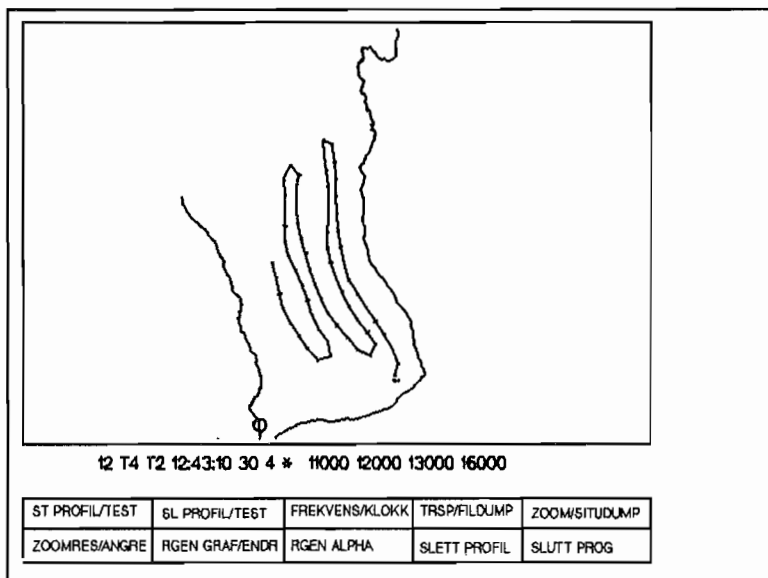 12 T4 T2 12:43:10 30 4 * 11000 12000 13000 16000
ST PROFIL/TEST SL PROFIL/TEST FREKVENS/KLOKK TRSP/FILDUMP ZOOM/SITUDUMP
ZOOMRES/ANGRE RGEN GRAF/ENDR RGEN ALPHA SLETT PROFIL SLUTT PROG